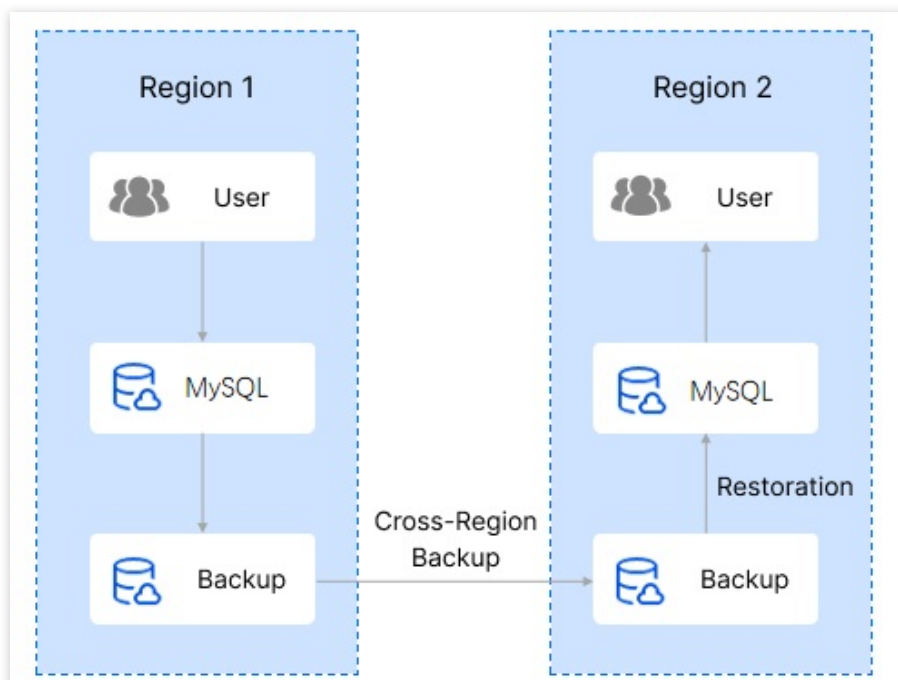 Region 1
User
MySQL
Backup
Cross-Region
Backup
Region 2
User
MySQL
Restoration
Backup